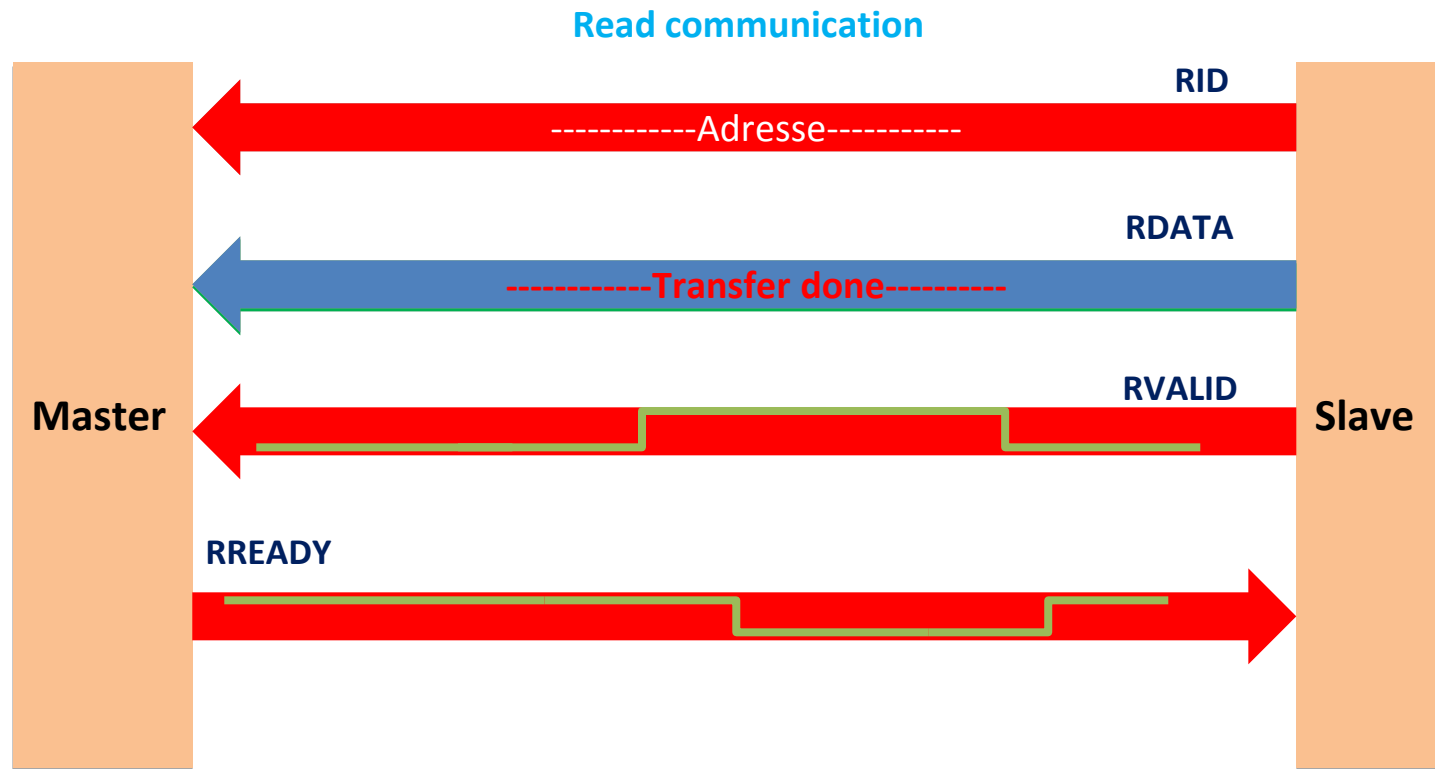 Read communication
RID
------------Adresse-----------
RDATA
------------Transfer done----------
RVALID
Master
Slave
RREADY